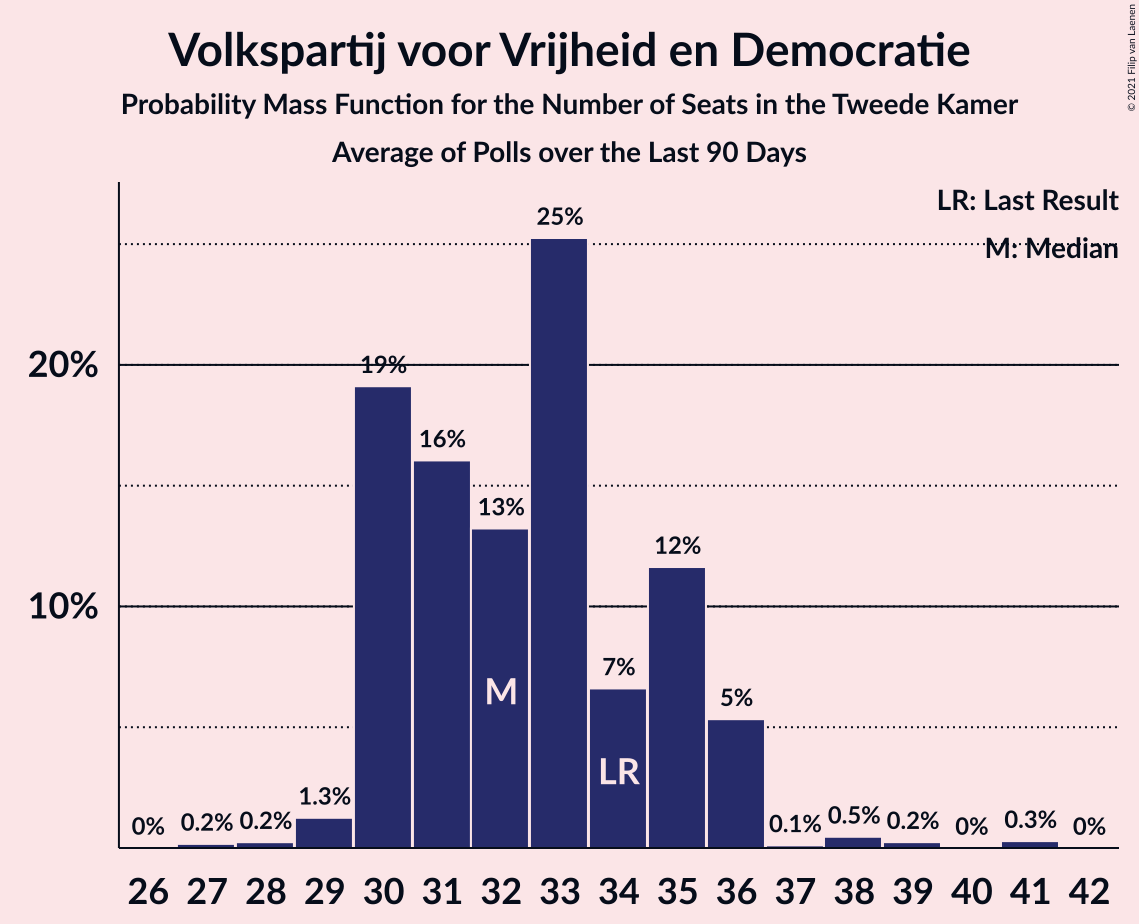 Volkspartij voor Vrijheid en Democratie
Probability Mass Function for the Number of Seats in the Tweede Kamer
Average of Polls over the Last 90 Days
© 2021 Filip van Laenen
LR: Last Result
M: Median
20%
10%
0%
0.2%
0.2%
1.3%
19%
16%
13%
25%
7%
12%
5%
0.1%
0.5%
0.2%
0%
0.3%
0%
M
LR
26 27 28 29 30 31 32 33 34 35 36 37 38 39 40 41 42